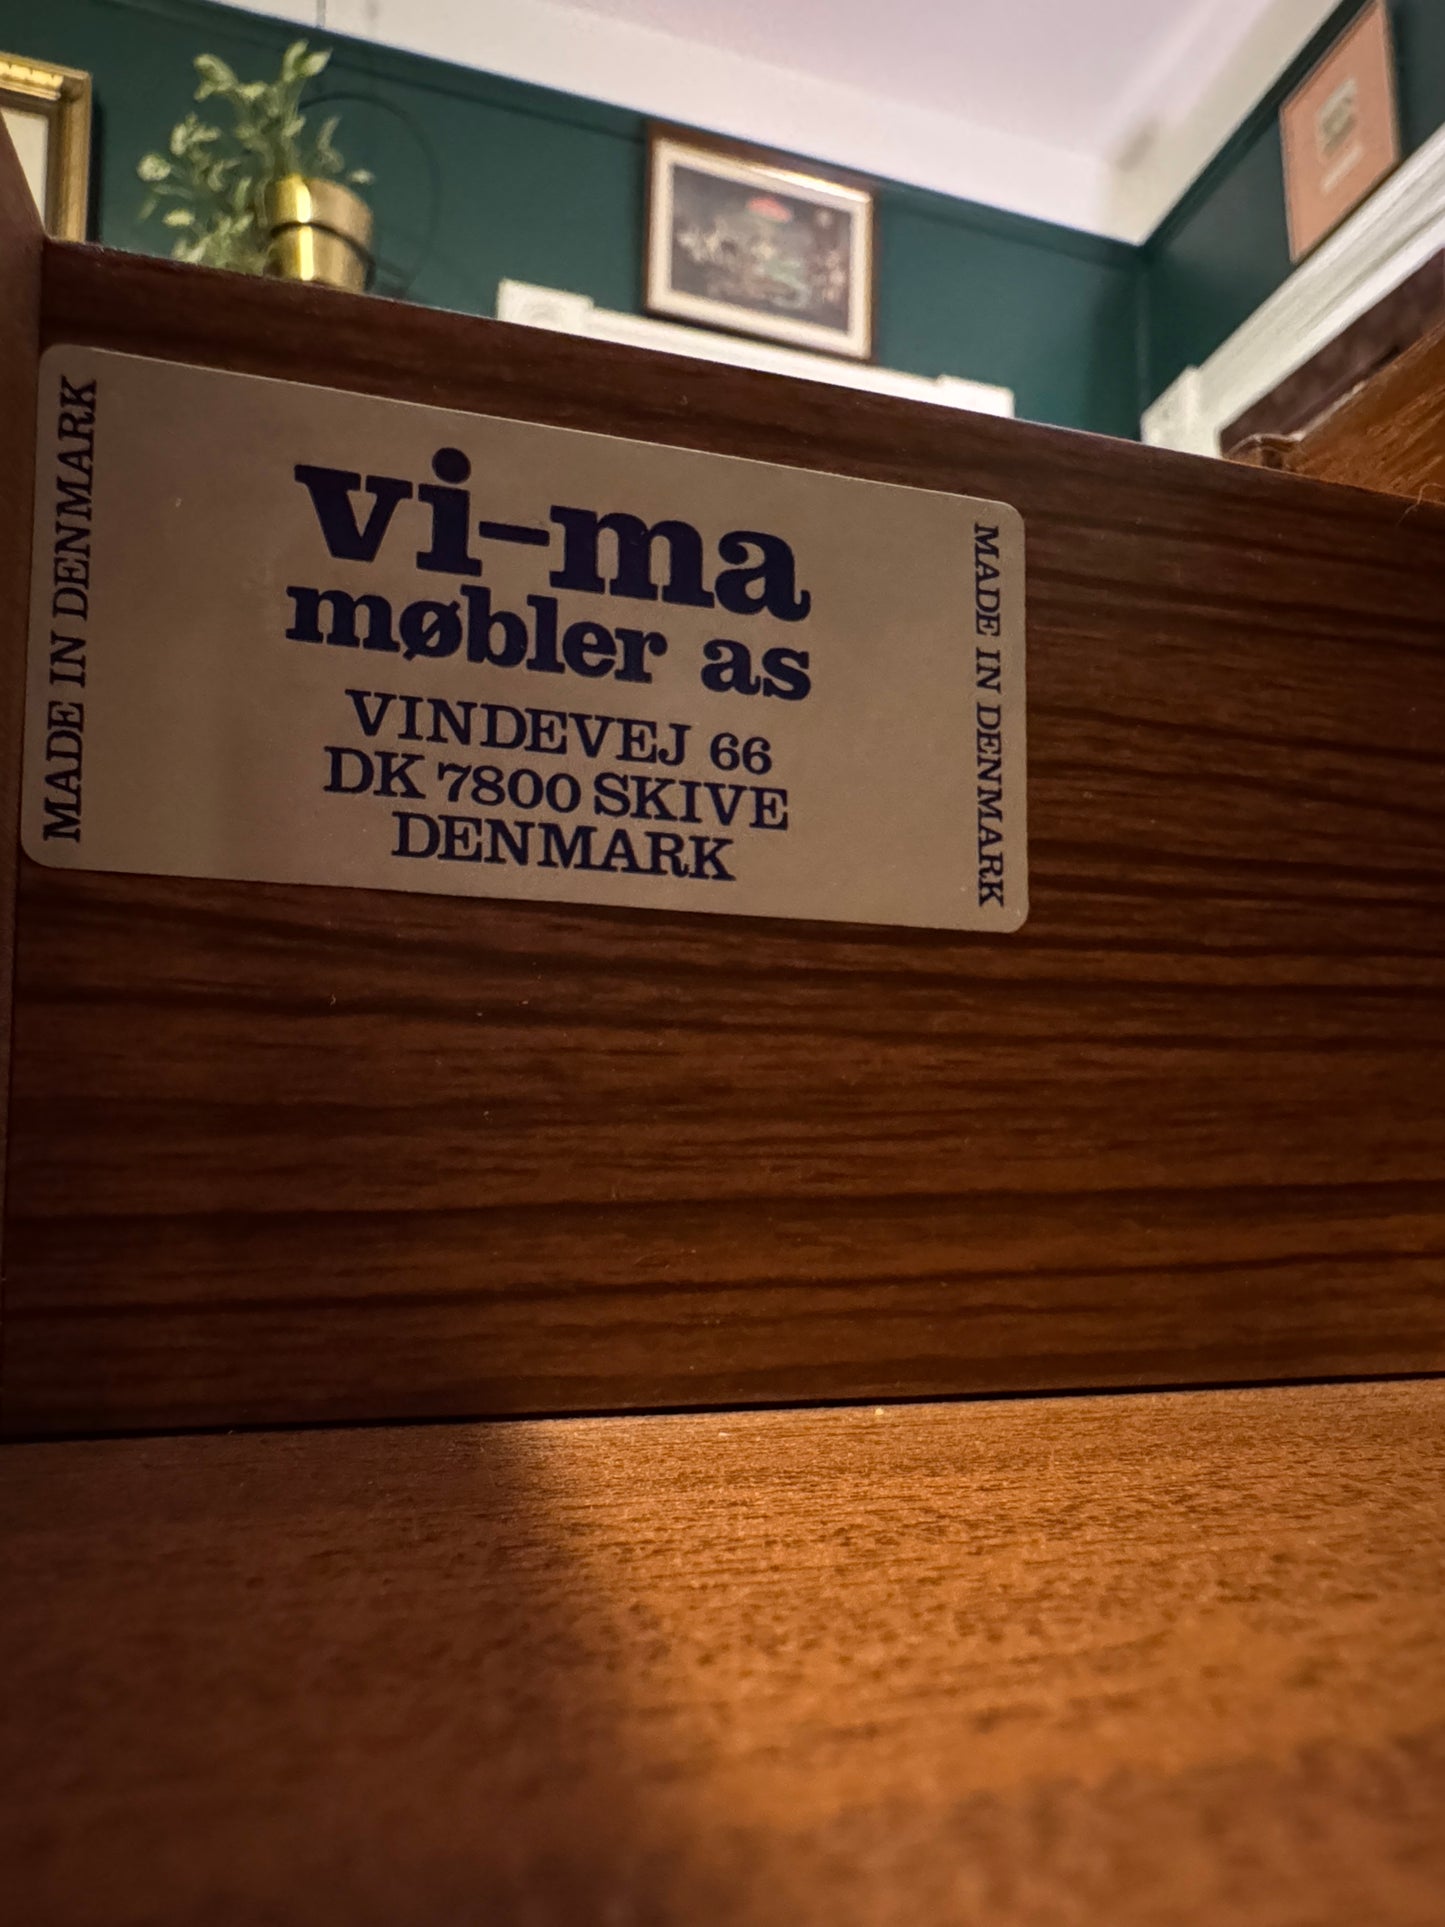 MADE IN DENMARK
vi-ma
møbler as
VINDEVEJ 66
DK 7800 SKIVE
DENMARK
MADE IN DENMARK